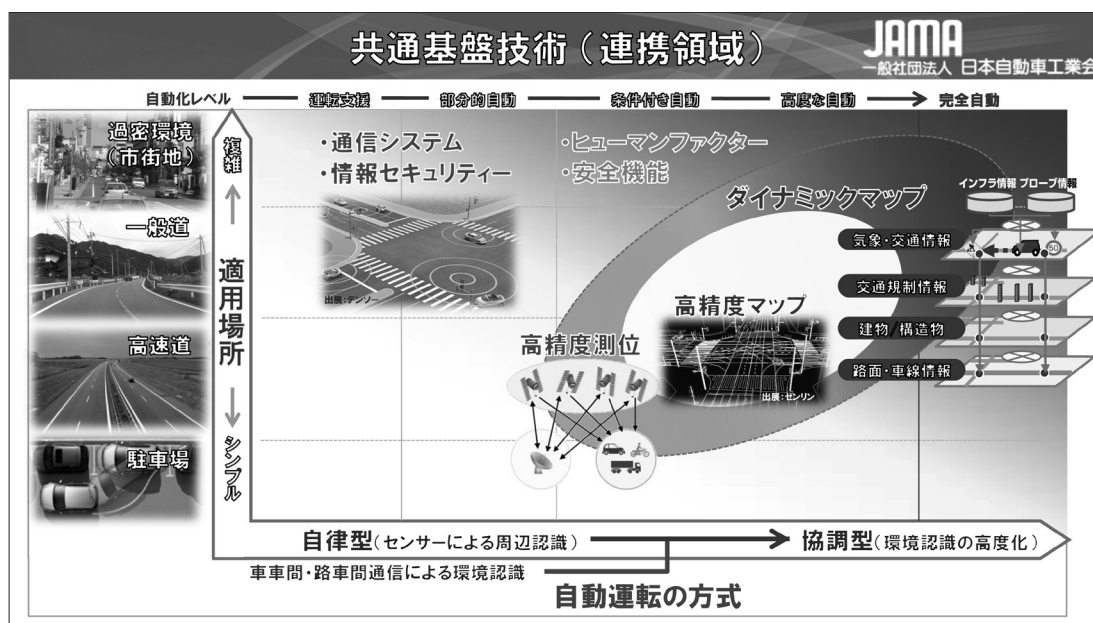 共通基盤技術（連携領域）
JAMA
一般社団法人 日本自動車工業会
自動化レベル
運転支援
部分的自動
条件付き自動
高度な自動
完全自動
過密環境
(市街地)
一般道
高速道
駐車場
複雑
適用場所
シンプル
・通信システム
・情報セキュリティー
・ヒューマンファクター
・安全機能
出展：デンソー
ダイナミックマップ
高精度マップ
出展：センリン
高精度測位
インフラ情報 プローブ情報
気象・交通情報
50
交通規制情報
建物/構造物
路面・車線情報
自律型(センサーによる周辺認識)
協調型(環境認識の高度化)
車車間・路車間通信による環境認識
自動運転の方式